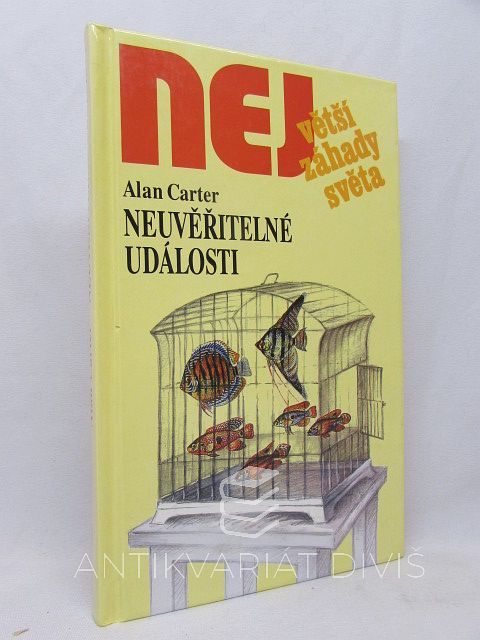 NEJ
větší
záhady
světa
Alan Carter
NEUVĚŘITELNÉ
UDÁLOSTI
ANTIKVARIÁT DIVIŠ